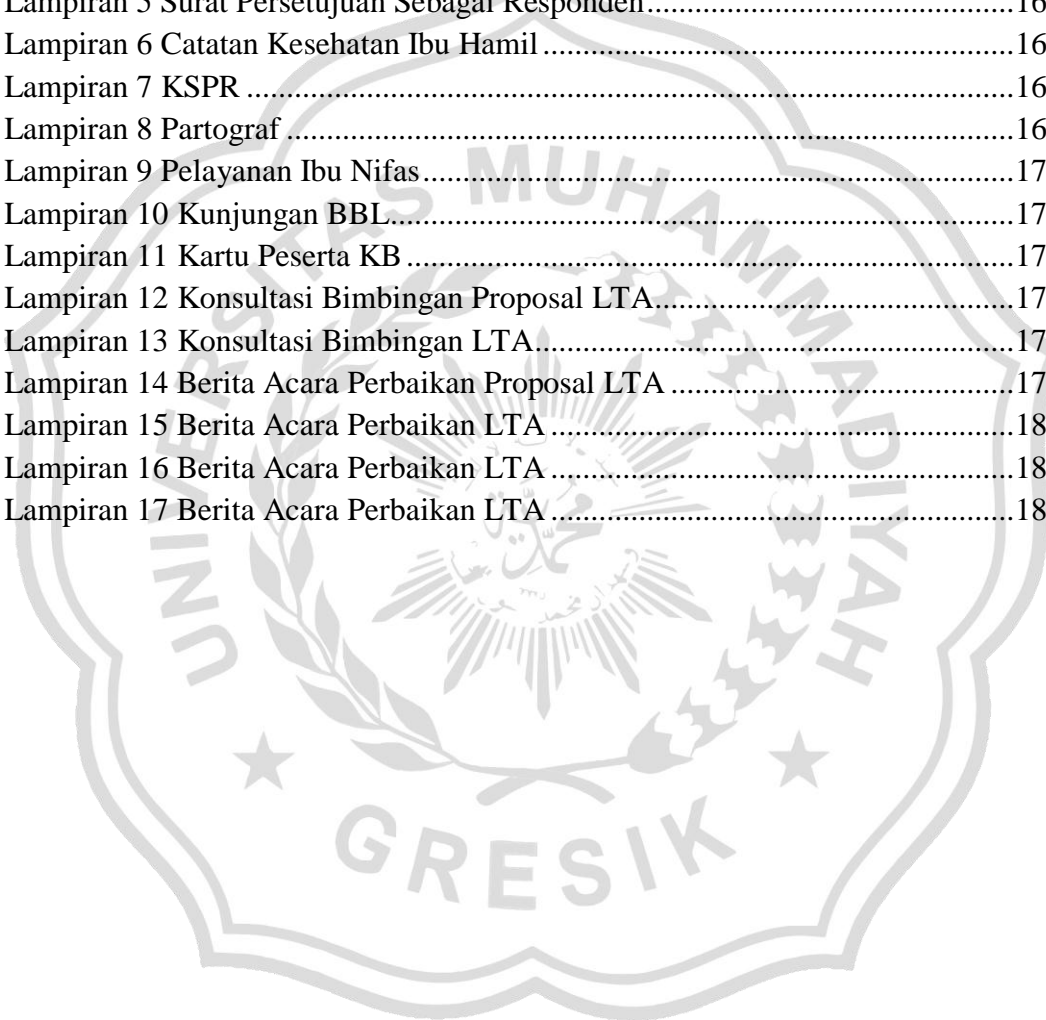 Lampiran 5 Surat Persetujuan Sebagai Responden................................................16
Lampiran 6 Catatan Kesehatan Ibu Hamil.............................................................16
Lampiran 7 KSPR....................................................................................................16
Lampiran 8 Partograf..............................................................................................16
Lampiran 9 Pelayanan Ibu Nifas.............................................................................17
Lampiran 10 Kunjungan BBL.................................................................................17
Lampiran 11 Kartu Peserta KB...............................................................................17
Lampiran 12 Konsultasi Bimbingan Proposal LTA................................................17
Lampiran 13 Konsultasi Bimbingan LTA................................................................17
Lampiran 14 Berita Acara Perbaikan Proposal LTA..............................................17
Lampiran 15 Berita Acara Perbaikan LTA.............................................................18
Lampiran 16 Berita Acara Perbaikan LTA.............................................................18
Lampiran 17 Berita Acara Perbaikan LTA.............................................................18
UNIVERSITAS MUHAMMADIYAH
GRESIK